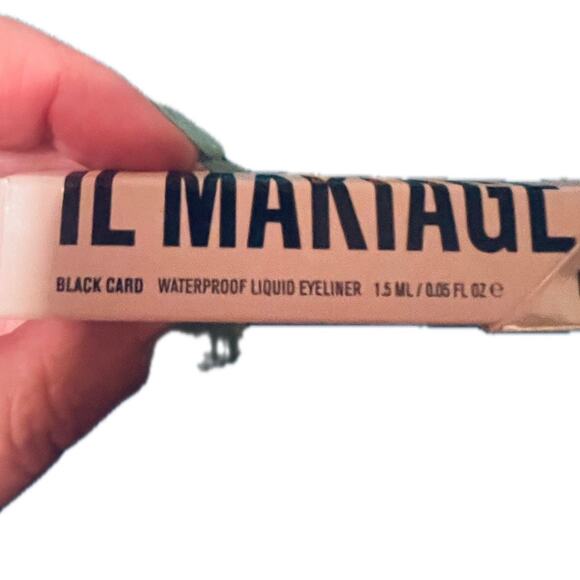 IL MAKIAGE
BLACK CARD WATERPROOF LIQUID EYELINER 1.5 ML / 0.05 FL OZ ℮